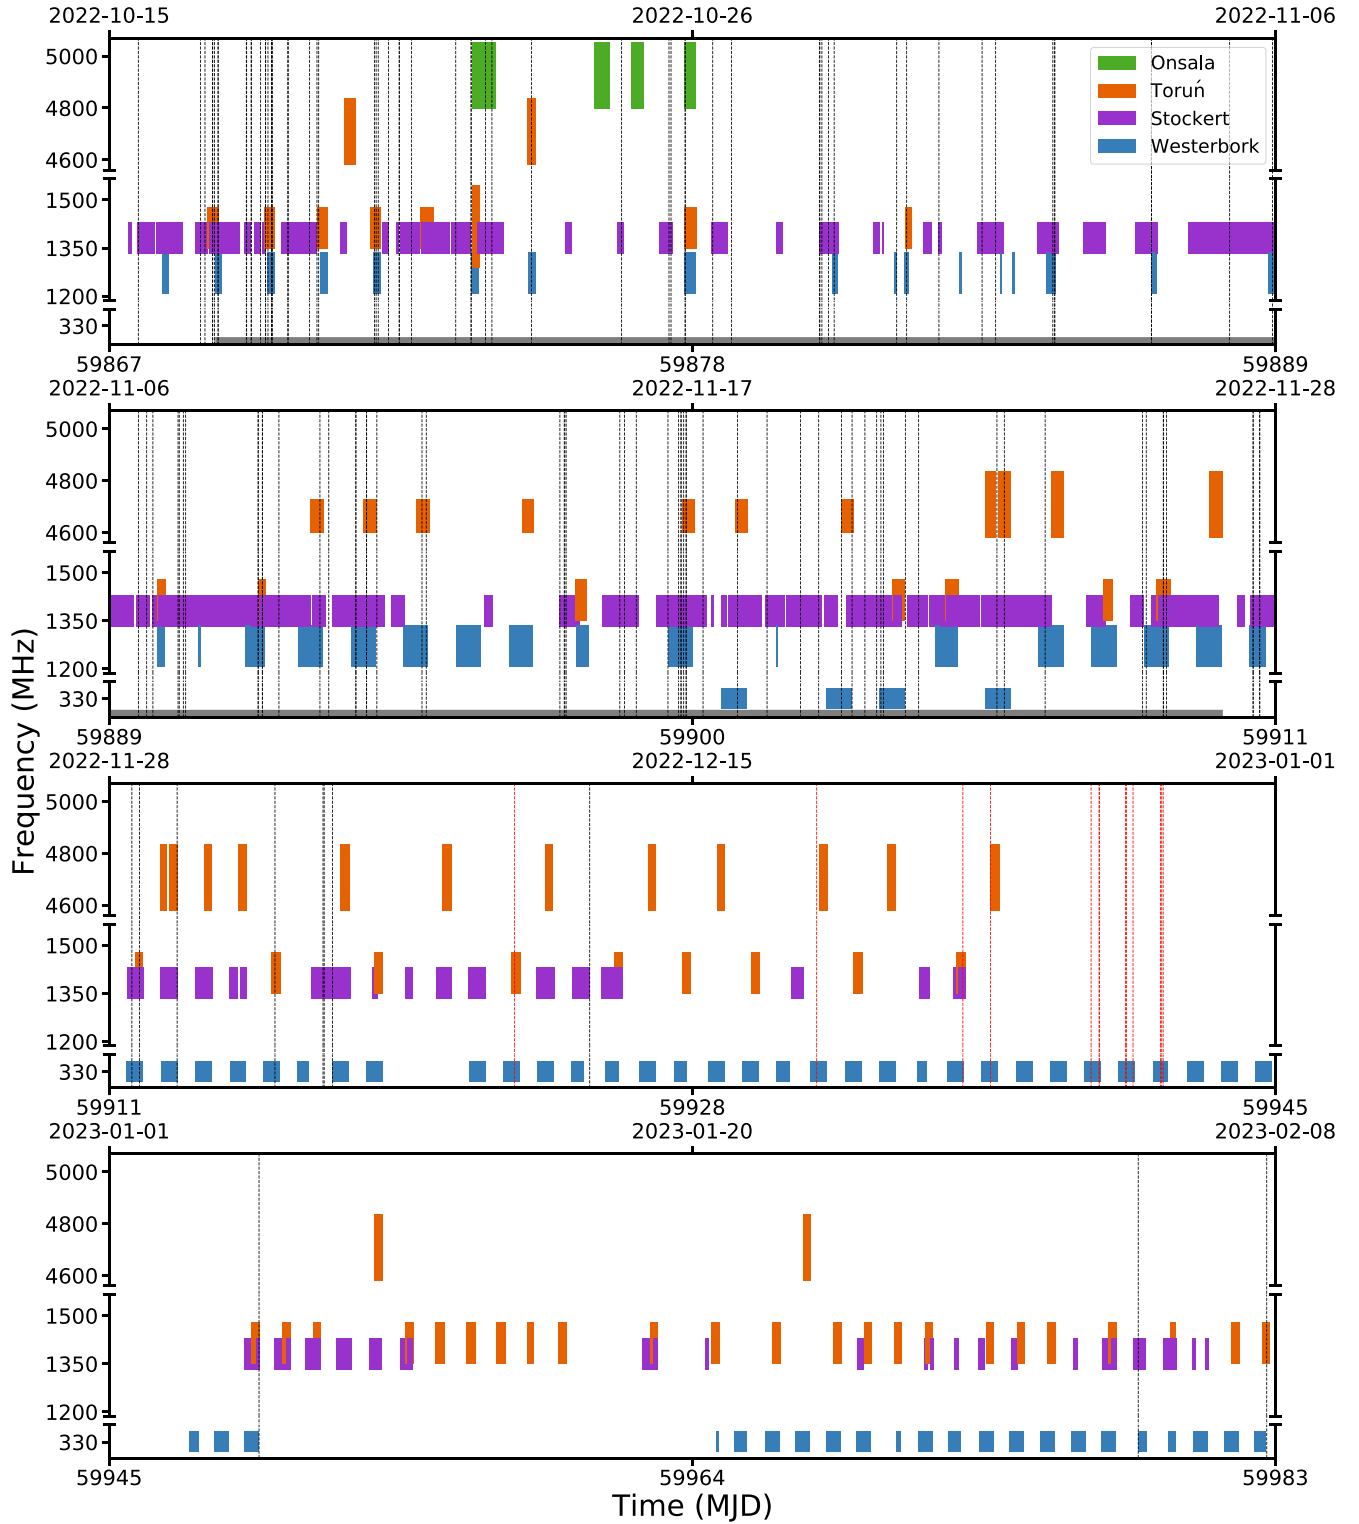 2022-10-15 2022-10-26 2022-11-06
5000
4800
4600
1500
1350
1200
330
Onsala
Toruń
Stockert
Westerbork
59867 59878 59889
2022-11-06 2022-11-17 2022-11-28
5000
4800
4600
1500
1350
1200
330
59889 59900 59911
2022-11-28 2022-12-15 2023-01-01
Frequency (MHz)
5000
4800
4600
1500
1350
1200
330
59911 59928 59945
2023-01-01 2023-01-20 2023-02-08
5000
4800
4600
1500
1350
1200
330
59945 59964 59983
Time (MJD)